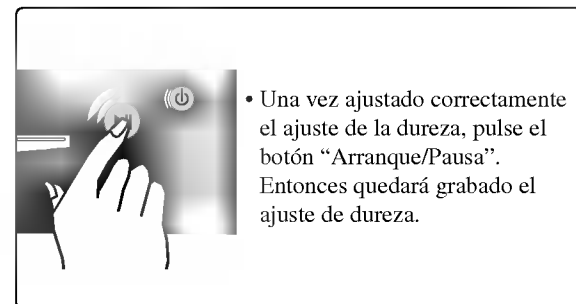 • Una vez ajustado correctamente
el ajuste de la dureza, pulse el
botón “Arranque/Pausa”.
Entonces quedará grabado el
ajuste de dureza.